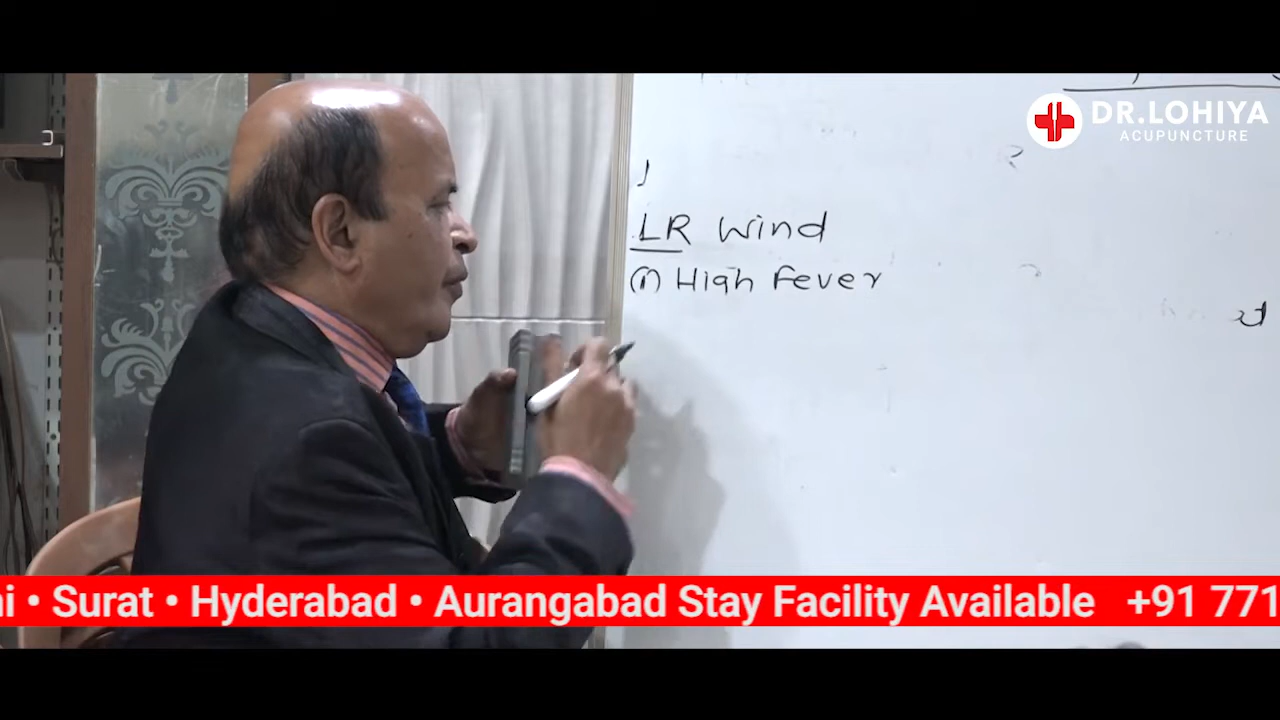 DR.LOHIYA
ACUPUNCTURE
LR Wind
(1) High Fever
• Surat • Hyderabad • Aurangabad Stay Facility Available +91 771